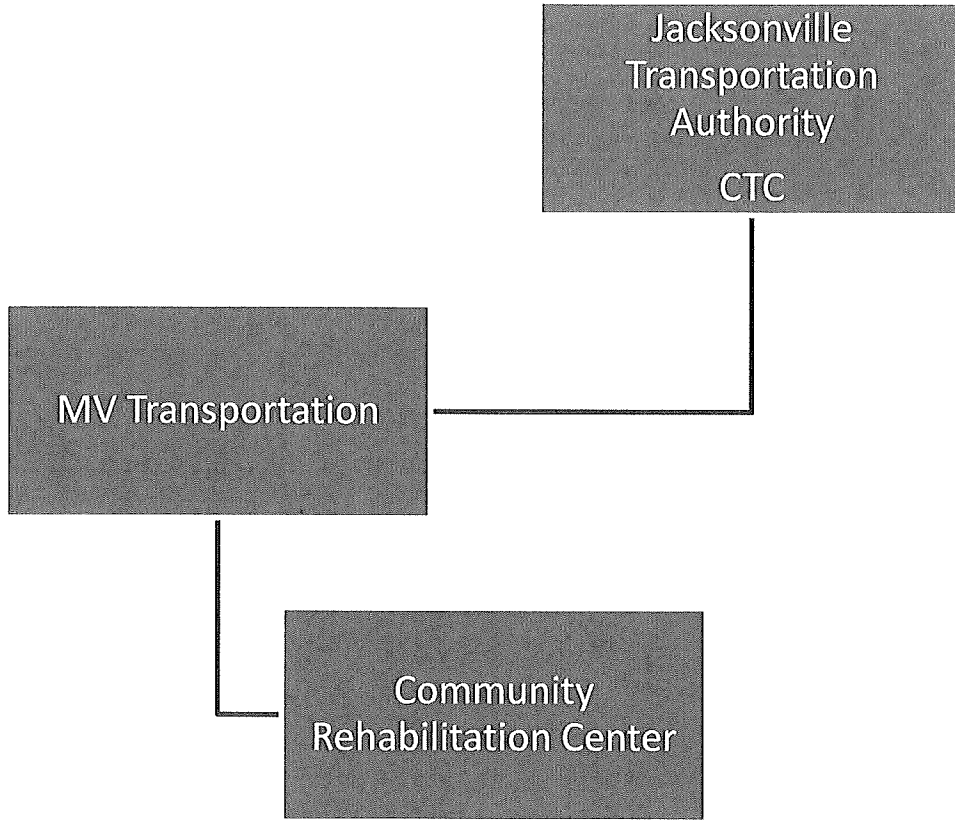 Jacksonville
Transportation
Authority
CTC
MV Transportation
Community
Rehabilitation Center